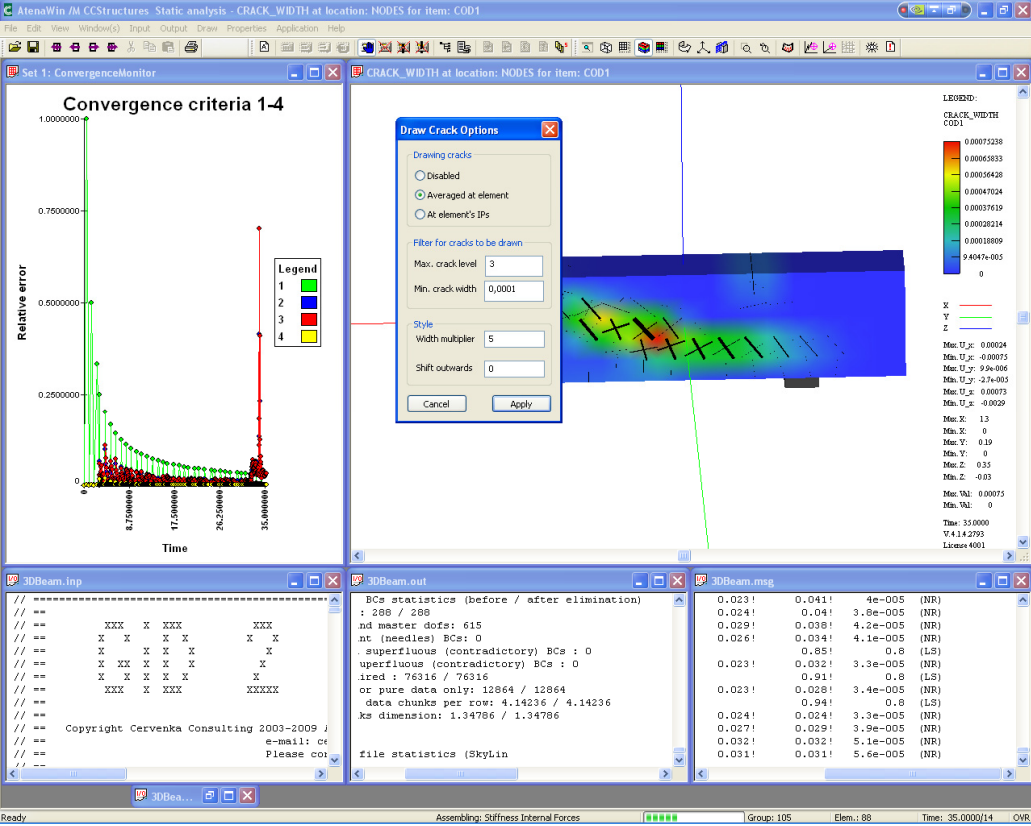 AtenaWin /M CCStructures Static analysis - CRACK_WIDTH at location: NODES for item: COD1
File Edit View Window(s) Input Output Draw Properties Application Help
Set 1: ConvergenceMonitor
Convergence criteria 1-4
1.0000000
0.7500000
0.5000000
0.2500000
0
Relative error
0
8.7500000
17.500000
26.250000
35.000000
Time
Legend
1
2
3
4
CRACK_WIDTH at location: NODES for item: COD1
Draw Crack Options
Drawing cracks
Disabled
Averaged at element
At element's IPs
Filter for cracks to be drawn
Max. crack level 3
Min. crack width 0,0001
Style
Width multiplier 5
Shift outwards 0
Cancel Apply
LEGEND:
CRACK_WIDTH
COD1
0.00075238
0.00065833
0.00056428
0.00047024
0.00037619
0.00028214
0.00018809
9.4047e-005
0
X
Y
Z
Max. U_x: 0.00024
Min. U_x: -0.00075
Max. U_y: 9.9e-006
Min. U_y: -2.7e-005
Max. U_z: 0.00073
Min. U_z: -0.0029
Max. X: 1.3
Min. X: 0
Max. Y: 0.19
Min. Y: 0
Max. Z: 0.35
Min. Z: -0.03
Max. Val: 0.00075
Min. Val: 0
Time: 35.0000
V.4.1.4.2793
License 4001
3DBeam.inp
// ==
// ==
// == XXX X XXX XXX
// == X X X X X X
// == X X X X X
// == X XX X X X X
// == X X X X X X
// == XXX X XXX XXXXX
// ==
// ==
// == Copyright Cervenka Consulting 2003-2009
// == e-mail: ce
// == Please con
// ==
3DBeam.out
BCs statistics (before / after elimination)
: 288 / 288
nd master dofs: 615
nt (needles) BCs: 0
. superfluous (contradictory) BCs : 0
uperfluous (contradictory) BCs : 0
ired : 76316 / 76316
or pure data only: 12864 / 12864
data chunks per row: 4.14236 / 4.14236
ks dimension: 1.34786 / 1.34786
file statistics (SkyLin
3DBeam.msg
0.023! 0.041! 4e-005 (NR)
0.024! 0.04! 3.8e-005 (NR)
0.029! 0.038! 4.2e-005 (NR)
0.026! 0.034! 4.1e-005 (NR)
0.85! 0.8 (LS)
0.023! 0.032! 3.3e-005 (NR)
0.91! 0.8 (LS)
0.023! 0.028! 3.4e-005 (NR)
0.94! 0.8 (LS)
0.024! 0.024! 3.3e-005 (NR)
0.027! 0.029! 3.9e-005 (NR)
0.032! 0.032! 5.1e-005 (NR)
0.031! 0.031! 5.6e-005 (NR)
3DBea...
Ready
Assembling: Stiffness Internal Forces
Group: 105
Elem.: 88
Time: 35.0000/14
OVR